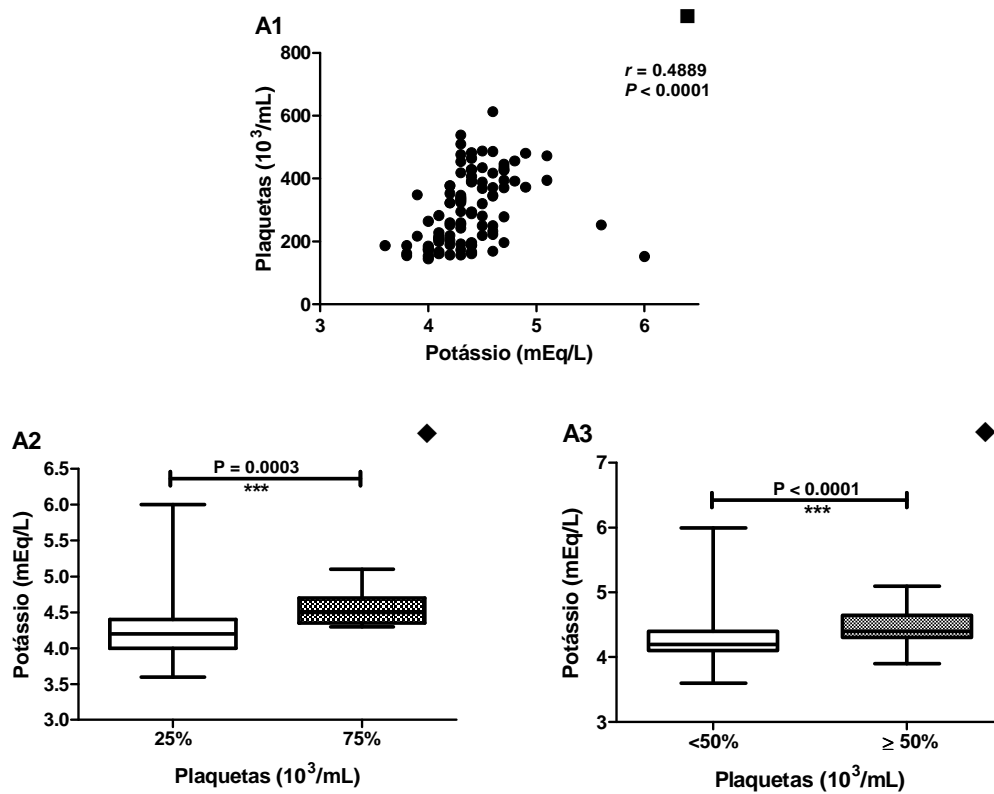 A1
800
600
400
200
0
3 4 5 6
Plaquetas (10³/mL)
Potássio (mEq/L)
r = 0.4889
P < 0.0001
A2
P = 0.0003
***
6.5
6.0
5.5
5.0
4.5
4.0
3.5
3.0
Potássio (mEq/L)
25% 75%
Plaquetas (10³/mL)
A3
P < 0.0001
***
7
6
5
4
3
Potássio (mEq/L)
<50% ≥ 50%
Plaquetas (10³/mL)